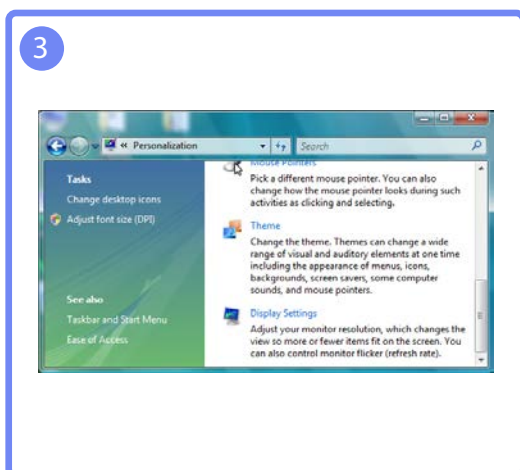 3
« Personalization
Search
Tasks
Change desktop icons
Adjust font size (DPI)
See also
Taskbar and Start Menu
Ease of Access
Mouse Pointers
Pick a different mouse pointer. You can also
change how the mouse pointer looks during such
activities as clicking and selecting.
Theme
Change the theme. Themes can change a wide
range of visual and auditory elements at one time
including the appearance of menus, icons,
backgrounds, screen savers, some computer
sounds, and mouse pointers.
Display Settings
Adjust your monitor resolution, which changes the
view so more or fewer items fit on the screen. You
can also control monitor flicker (refresh rate).